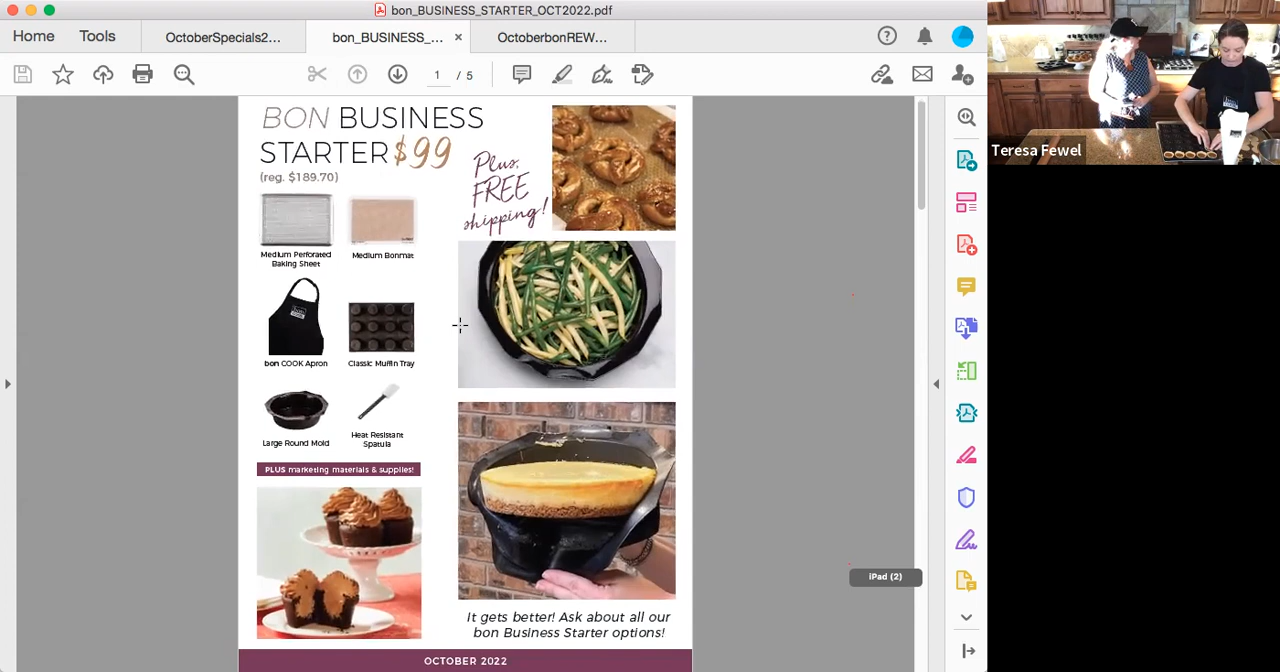 bon_BUSINESS_STARTER_OCT2022.pdf
Home
Tools
OctoberSpecials2...
bon_BUSINESS_...
OctoberbonREW...
1 / 5
BON BUSINESS
STARTER $99
(reg. $189.70)
Plus,
FREE
shipping!
Medium Perforated
Baking Sheet
Medium Bonmat
bon COOK Apron
Classic Muffin Tray
Large Round Mold
Heat Resistant
Spatula
PLUS marketing materials & supplies!
It gets better! Ask about all our
bon Business Starter options!
OCTOBER 2022
Teresa Fewel
iPad (2)